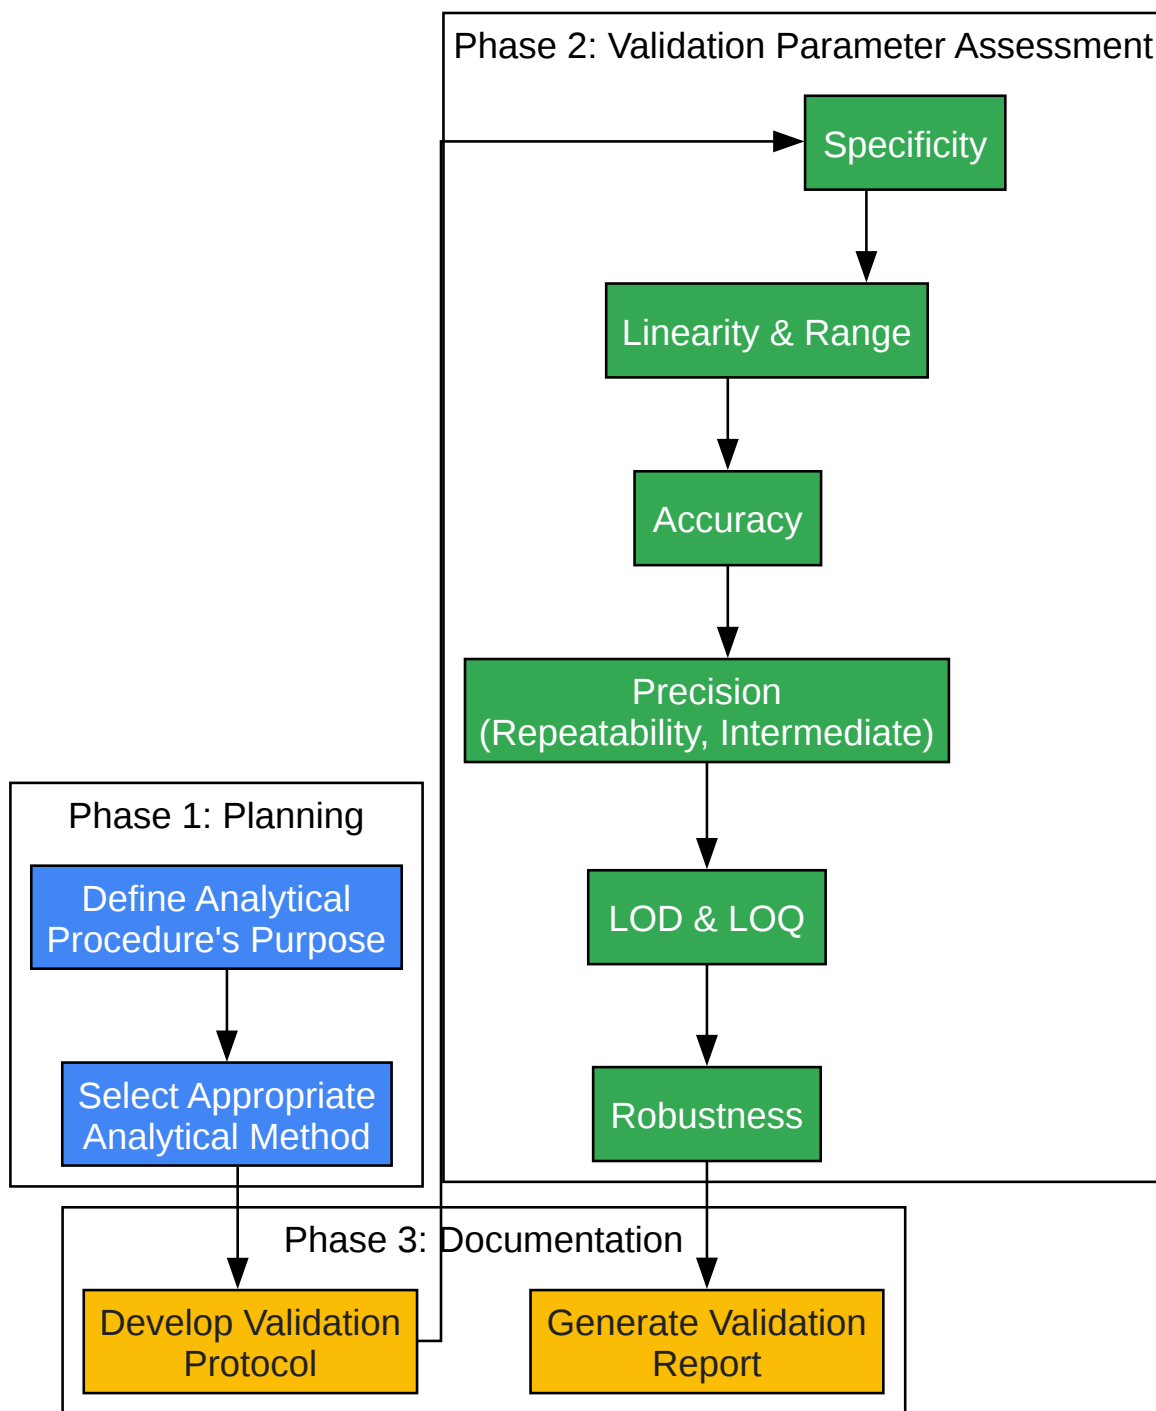 Phase 2: Validation Parameter Assessment
Specificity
Linearity & Range
Accuracy
Precision
(Repeatability, Intermediate)
LOD & LOQ
Robustness
Phase 1: Planning
Define Analytical
Procedure's Purpose
Select Appropriate
Analytical Method
Phase 3: Documentation
Develop Validation
Protocol
Generate Validation
Report